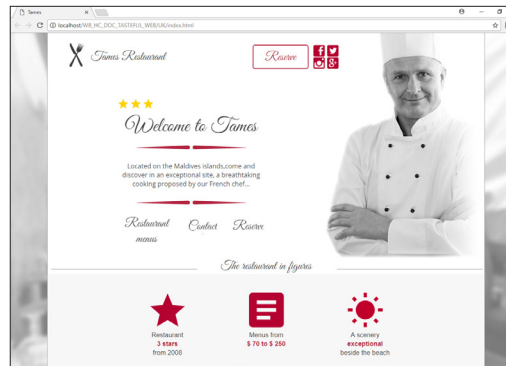 Tames
localhost/WB_HC_DOC_TASTEFUL_WEB/UK/index.html
Tames Restaurant
Reserve
Welcome to Tames
Located on the Maldives islands,come and
discover in an exceptional site, a breathtaking
cooking proposed by our French chef...
Restaurant
menus
Contact
Reserve
The restaurant in figures
Restaurant
3 stars
from 2008
Menus from
$ 70 to $ 250
A scenery
exceptional
beside the beach